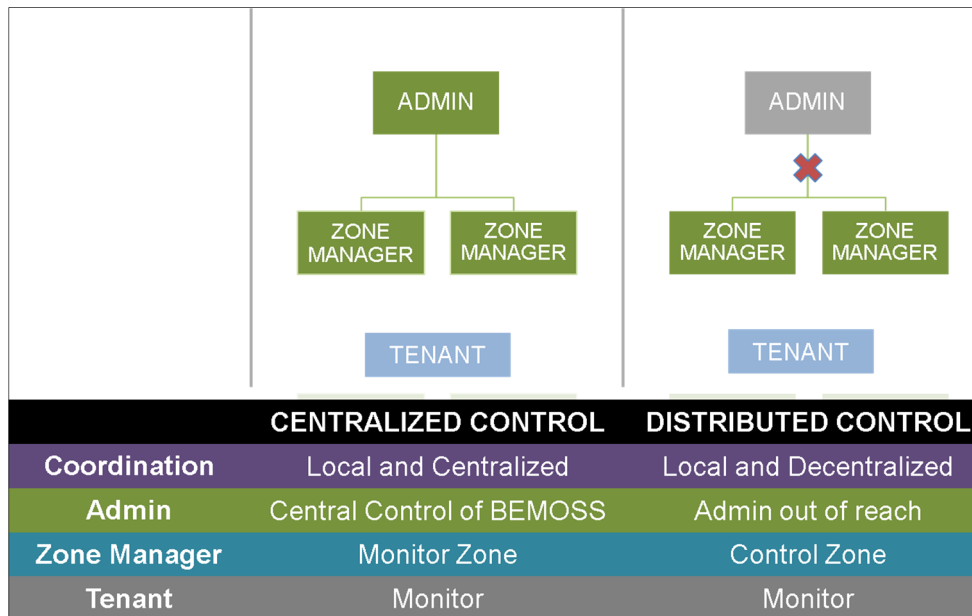 ADMIN
ADMIN
ZONE
MANAGER
ZONE
MANAGER
ZONE
MANAGER
ZONE
MANAGER
TENANT
TENANT
CENTRALIZED CONTROL DISTRIBUTED CONTROL
Coordination Local and Centralized Local and Decentralized
Admin Central Control of BEMOSS Admin out of reach
Zone Manager Monitor Zone Control Zone
Tenant Monitor Monitor